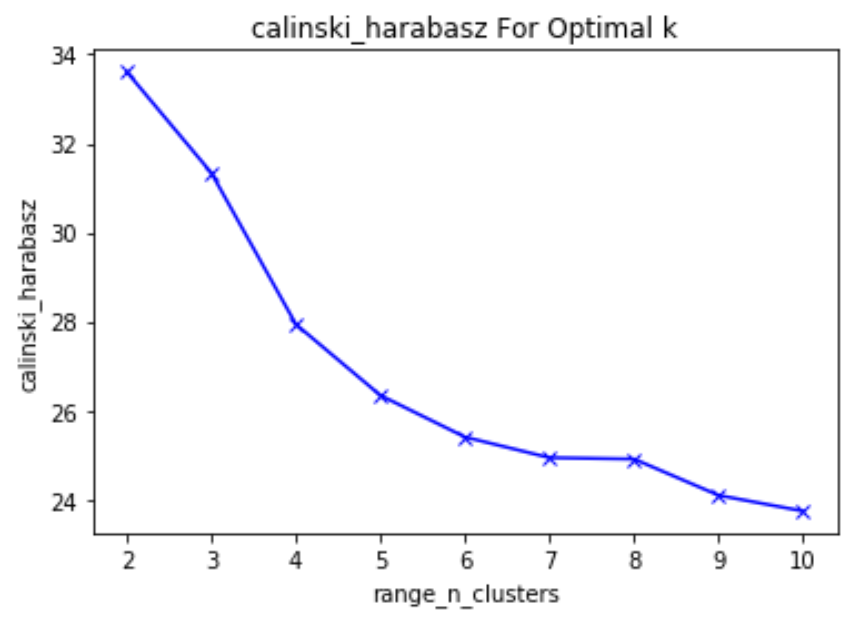 calinski_harabasz For Optimal k
34
32
30
28
26
24
calinski_harabasz
2 3 4 5 6 7 8 9 10
range_n_clusters